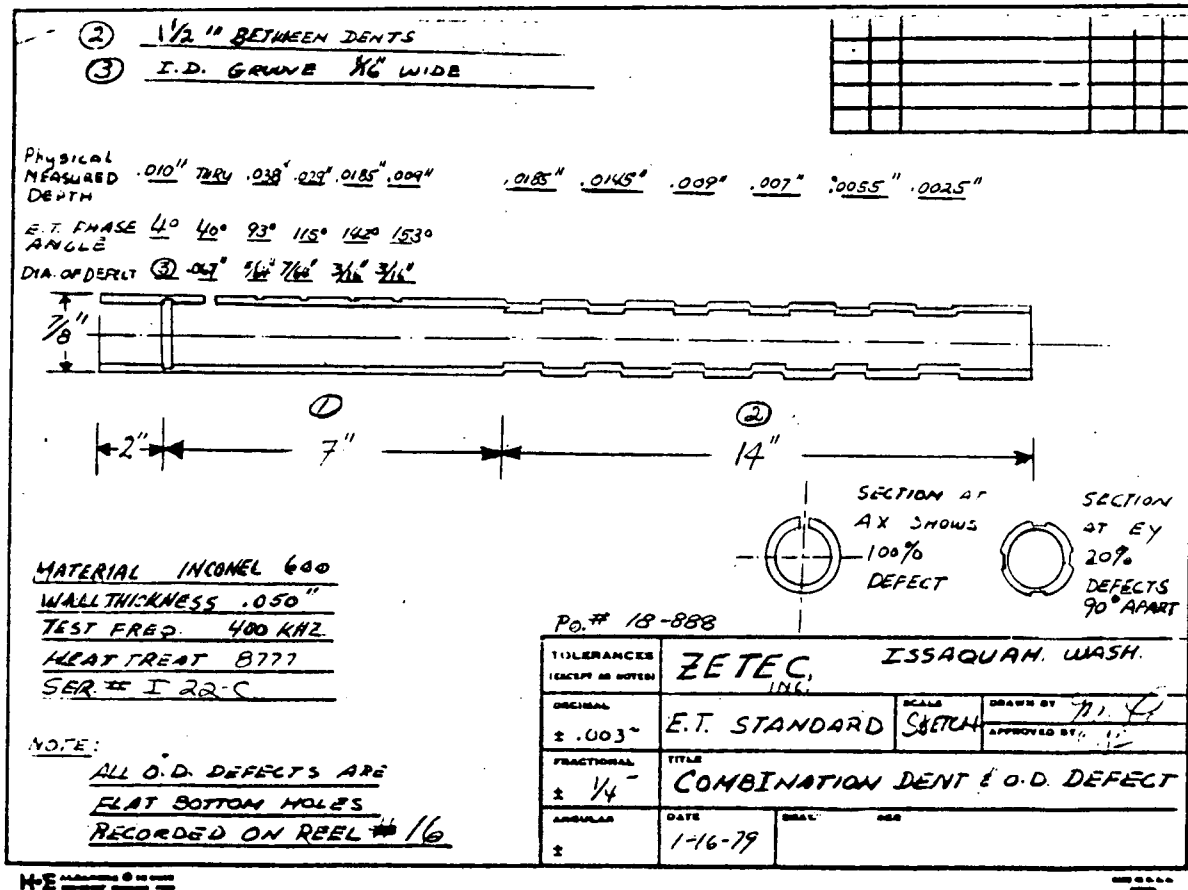 ② 1 1/2" BETWEEN DENTS
③ I.D. GROOVE 1/16" WIDE
PHYSICAL MEASURED DEPTH .010" THRU .038" .029" .0185" .009" .0185" .0145" .009" .007" .0055" .0025"
E.T. PHASE ANGLE 4° 40° 93° 115° 142° 153°
DIA. OF DEFECT ③ .067" 5/64" 7/64" 3/16" 3/16"
7/8"
① ②
2" 7" 14"
SECTION AT AX SHOWS 100% DEFECT
SECTION AT EY 20% DEFECTS 90° APART
MATERIAL INCONEL 600
WALL THICKNESS .050"
TEST FREQ. 400 KHZ
HEAT TREAT 8777
SER. # I 22-C
NOTE:
ALL O.D. DEFECTS ARE
FLAT BOTTOM HOLES
RECORDED ON REEL # 16
P.O. # 18-888
TOLERANCES (EXCEPT AS NOTED)
ZETEC, INC. ISSAQUAH, WASH.
DECIMAL ± .003"
E.T. STANDARD
SCALE SKETCH
DRAWN BY
APPROVED BY
FRACTIONAL ± 1/4"
TITLE COMBINATION DENT & O.D. DEFECT
ANGULAR ±
DATE 1-16-79